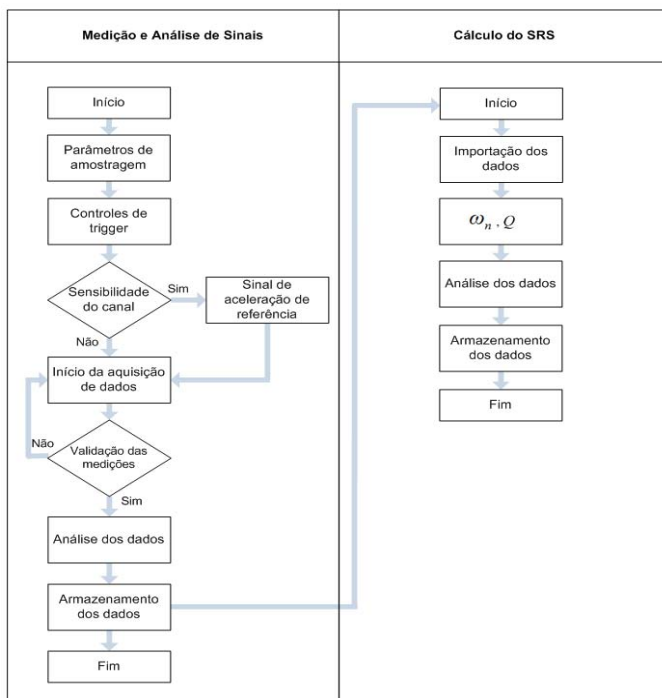 Medição e Análise de Sinais
Início
Parâmetros de
amostragem
Controles de
trigger
Sensibilidade
do canal
Sim
Sinal de
aceleração de
referência
Não
Início da aquisição
de dados
Não
Validação das
medições
Sim
Análise dos dados
Armazenamento
dos dados
Fim
Cálculo do SRS
Início
Importação dos
dados
ωn , Q
Análise dos dados
Armazenamento
dos dados
Fim